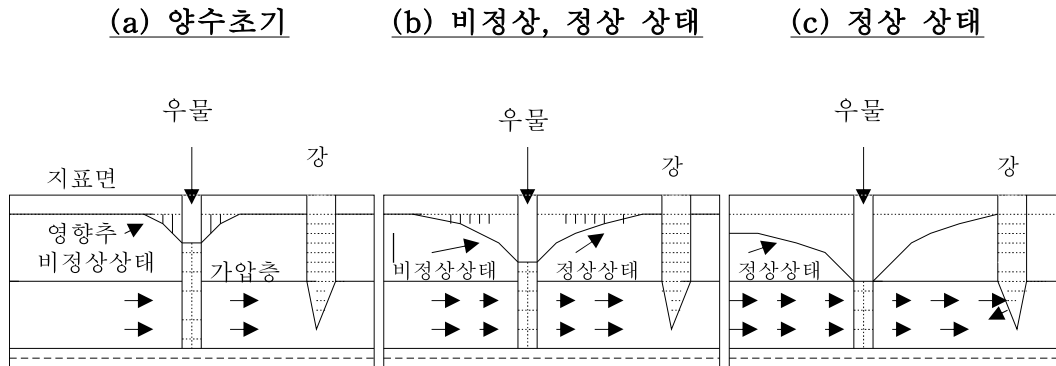 (a) 양수초기
우물
강
지표면
영향추
비정상상태
가압층
(b) 비정상, 정상 상태
우물
강
비정상상태
정상상태
(c) 정상 상태
우물
강
정상상태